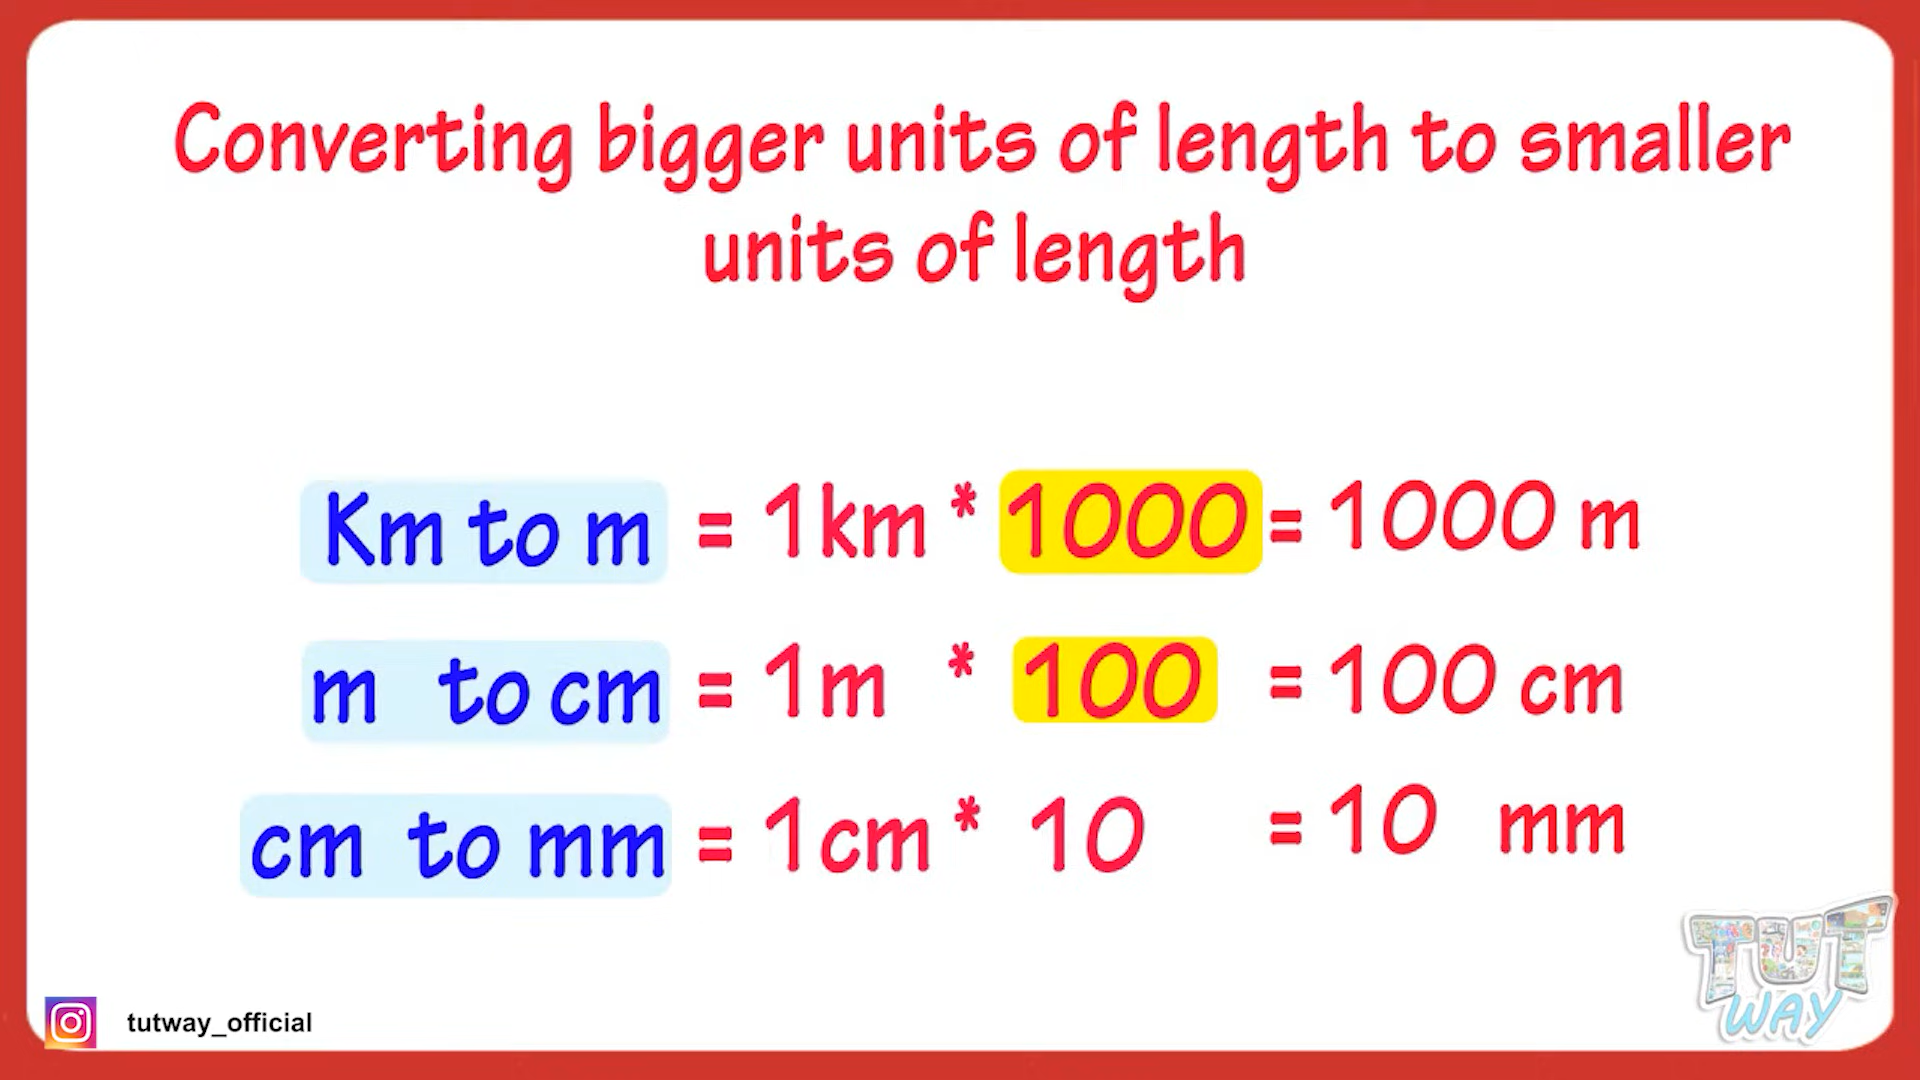 Converting bigger units of length to smaller
units of length
Km to m = 1km * 1000 = 1000 m
m to cm = 1m * 100 = 100 cm
cm to mm = 1cm * 10 = 10 mm
TUT
WAY
tutway_official